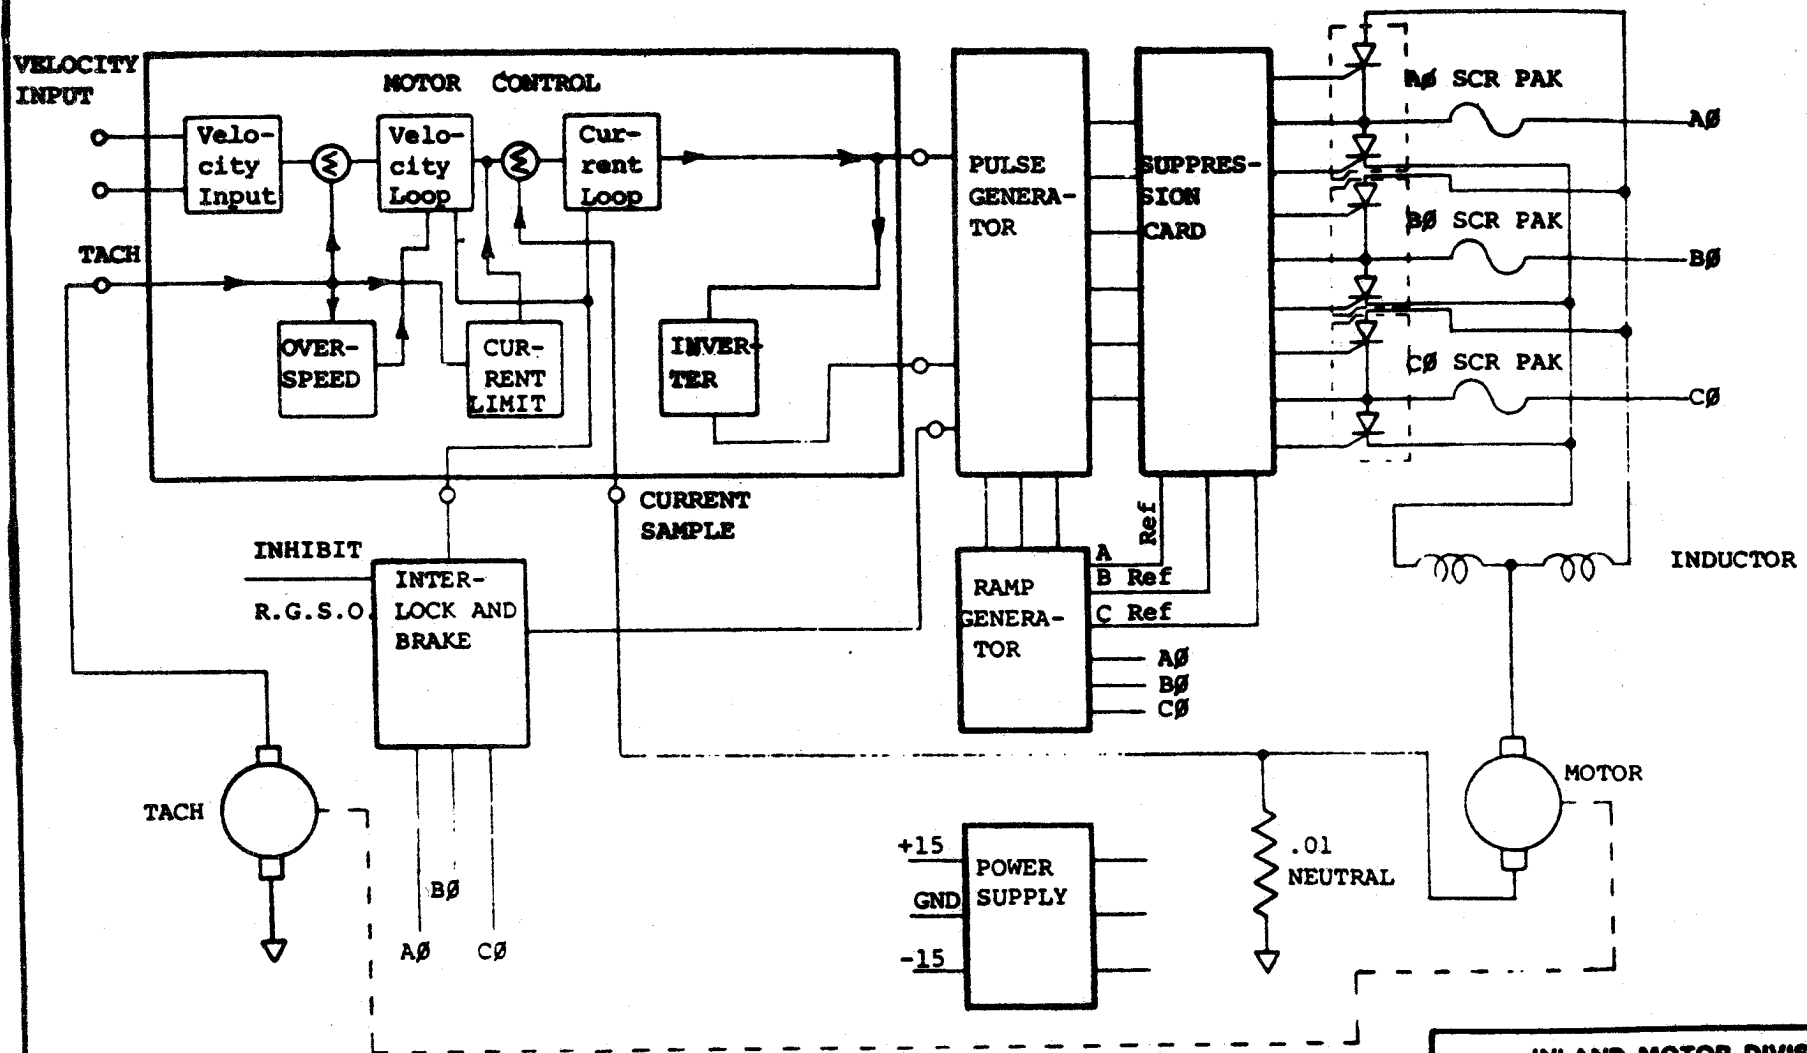 VELOCITY
INPUT
MOTOR CONTROL
Velo-
city
Input
Σ
Velo-
city
Loop
Σ
Cur-
rent
Loop
TACH
OVER-
SPEED
CUR-
RENT
LIMIT
INVER-
TER
PULSE
GENERA-
TOR
SUPPRES-
SION
CARD
AØ SCR PAK
AØ
BØ SCR PAK
BØ
CØ SCR PAK
CØ
CURRENT
SAMPLE
INHIBIT
R.G.S.O.
INTER-
LOCK AND
BRAKE
RAMP
GENERA-
TOR
A Ref
B Ref
C Ref
AØ
BØ
CØ
INDUCTOR
MOTOR
TACH
BØ
AØ
CØ
+15
GND
-15
POWER
SUPPLY
.01
NEUTRAL
INLAND MOTOR DIVIS